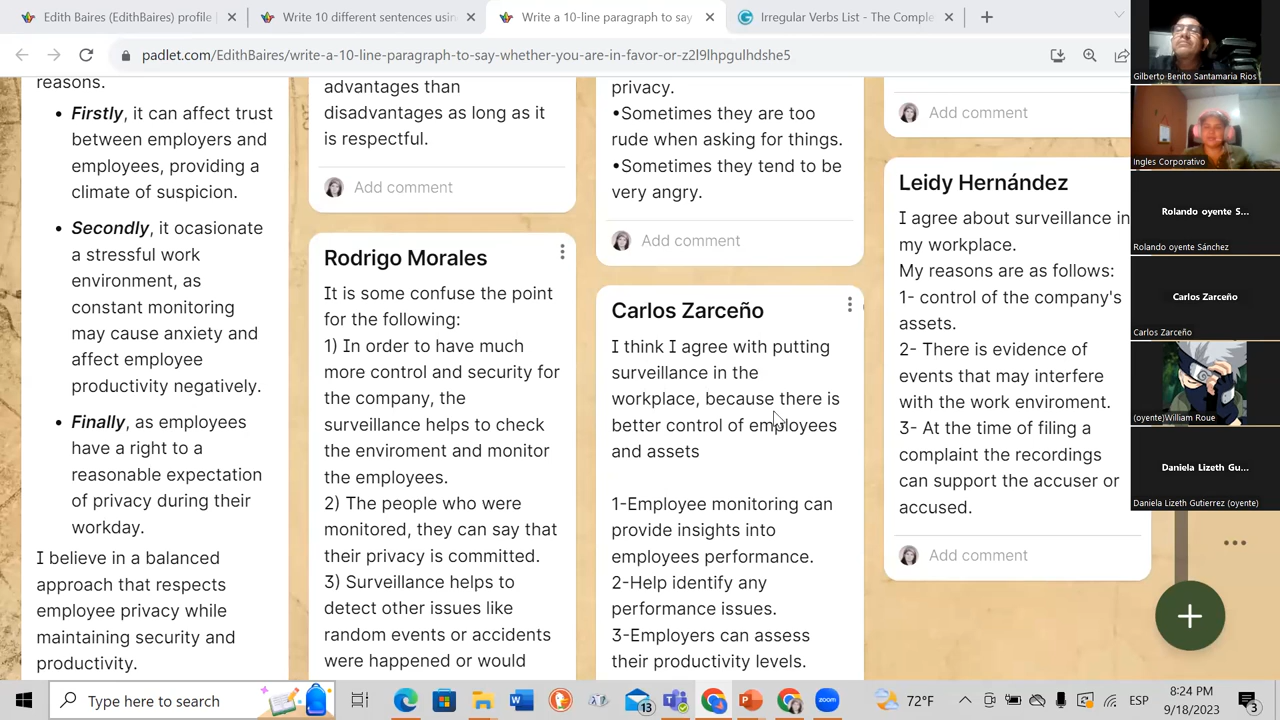 Edith Baires (EdithBaires) profile |
Write 10 different sentences using
Write a 10-line paragraph to say
Irregular Verbs List - The Comple
padlet.com/EdithBaires/write-a-10-line-paragraph-to-say-whether-you-are-in-favor-or-z2l9lhpgulhdshe5
reasons.
• Firstly, it can affect trust
between employers and
employees, providing a
climate of suspicion.
• Secondly, it ocasionate
a stressful work
environment, as
constant monitoring
may cause anxiety and
affect employee
productivity negatively.
• Finally, as employees
have a right to a
reasonable expectation
of privacy during their
workday.
I believe in a balanced
approach that respects
employee privacy while
maintaining security and
productivity.
advantages than
disadvantages as long as it
is respectful.
Add comment
Rodrigo Morales
It is some confuse the point
for the following:
1) In order to have much
more control and security for
the company, the
surveillance helps to check
the enviroment and monitor
the employees.
2) The people who were
monitored, they can say that
their privacy is committed.
3) Surveillance helps to
detect other issues like
random events or accidents
were happened or would
privacy.
•Sometimes they are too
rude when asking for things.
•Sometimes they tend to be
very angry.
Add comment
Carlos Zarceño
I think I agree with putting
surveillance in the
workplace, because there is
better control of employees
and assets
1-Employee monitoring can
provide insights into
employees performance.
2-Help identify any
performance issues.
3-Employers can assess
their productivity levels.
Add comment
Leidy Hernández
I agree about surveillance in
my workplace.
My reasons are as follows:
1- control of the company's
assets.
2- There is evidence of
events that may interfere
with the work enviroment.
3- At the time of filing a
complaint the recordings
can support the accuser or
accused.
Add comment
Gilberto Benito Santamaria Rios
Ingles Corporativo
Rolando oyente S...
Rolando oyente Sánchez
Carlos Zarceño
Carlos Zarceño
(oyente)William Roue
Daniela Lizeth Gu...
Daniela Lizeth Gutierrez (oyente)
Type here to search
13
zoom
72°F
ESP
8:24 PM
9/18/2023
3